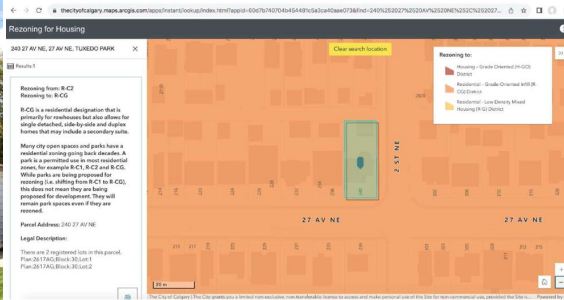 thecityofcalgary.maps.arcgis.com/apps/instant/lookup/index.html?appid=00d7b740704b45448
Rezoning for Housing
240 27 AV NE, 27 AV NE, TUXEDO PARK
Results:1
Rezoning from: R-C2
Rezoning to: R-CG
R-CG is a residential designation that is
primarily for rowhouses but also allows for
single detached, side-by-side and duplex
homes that may include a secondary suite.
Many city open spaces and parks have a
residential zoning going back decades. A
park is a permitted use in most residential
zones, for example R-C1, R-C2 and R-CG.
While parks are being proposed for
rezoning (i.e. shifting from R-C1 to R-CG),
this does not mean they are being
proposed for development. They will
remain park spaces even if they are
rezoned.
Parcel Address: 240 27 AV NE
Legal Description:
There are 2 registered lots in this parcel.
Plan:2617AG;Block:30;Lot:1
Plan:2617AG;Block:30;Lot:2
Clear search location
Rezoning to:
Housing - Grade Oriented (H-GO)
District
Residential - Grade-Oriented Infill (R-
CG) District
Residential - Low Density Mixed
Housing (R-G) District
2 ST NE
27 AV NE
27 AV NE
20 m
The City of Calgary | The City grants you a limited non-exclusive, non-transferable license to access and make personal use of this Site for non-commercial use, provided the Site is
Powered by